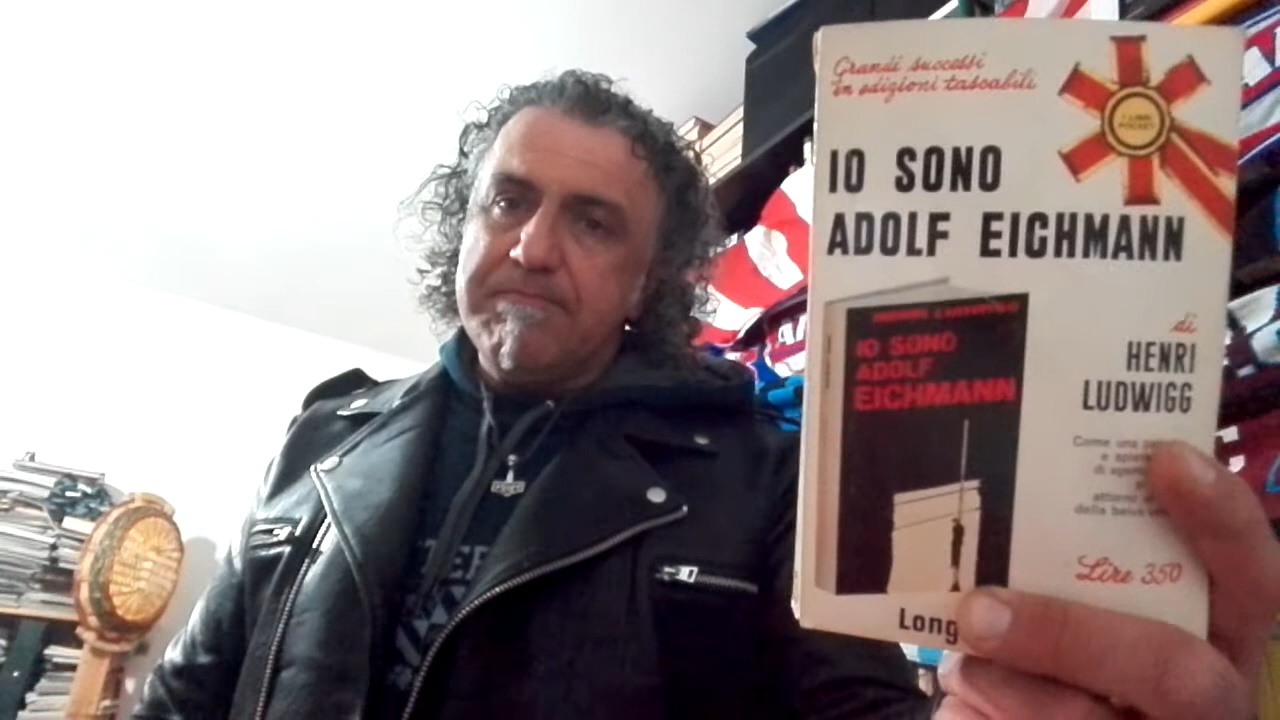 Grandi successi
in edizioni tascabili
I LIBRI
POCKET
IO SONO
ADOLF EICHMANN
IO SONO
ADOLF
EICHMANN
di
HENRI
LUDWIGG
Come una
e
di
attorno
della
Lire 350
Long